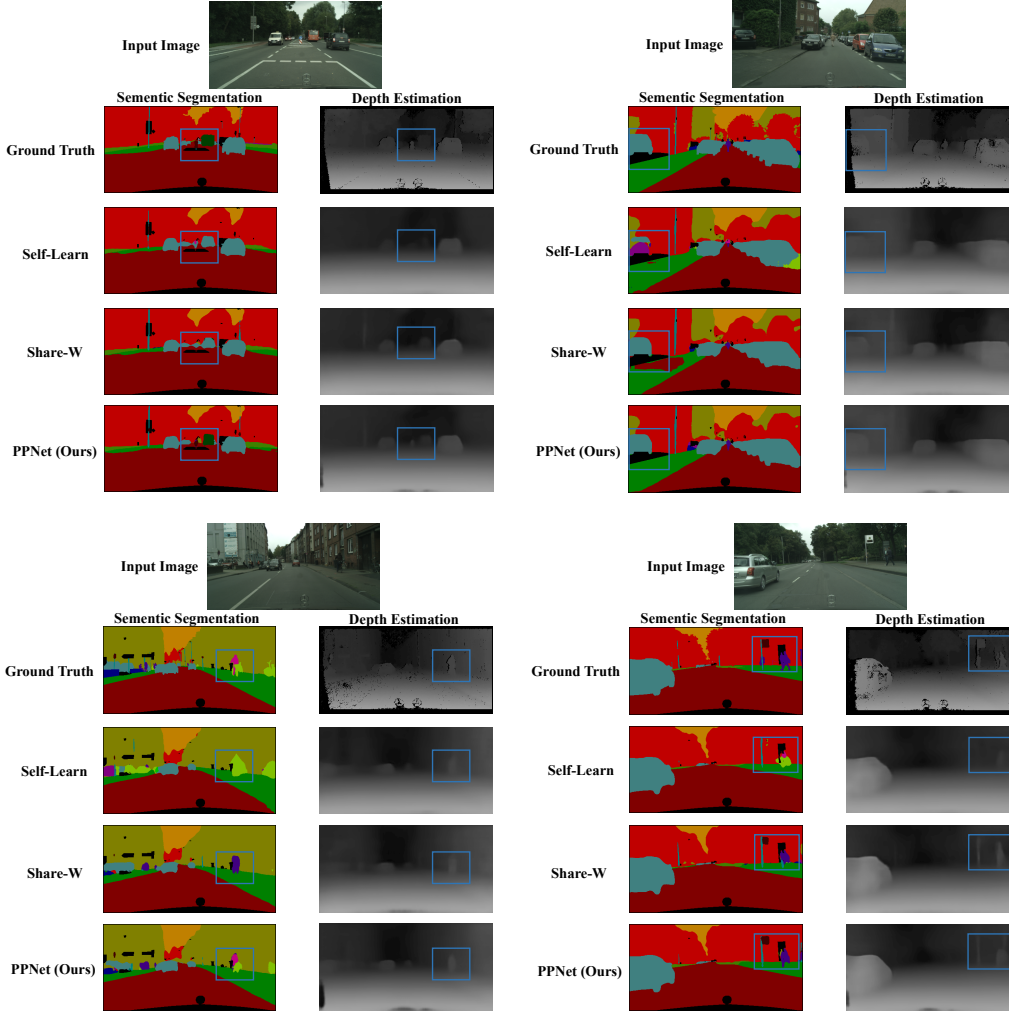 Input Image
Sementic Segmentation Depth Estimation
Ground Truth
Self-Learn
Share-W
PPNet (Ours)
Input Image
Sementic Segmentation Depth Estimation
Ground Truth
Self-Learn
Share-W
PPNet (Ours)
Input Image
Sementic Segmentation Depth Estimation
Ground Truth
Self-Learn
Share-W
PPNet (Ours)
Input Image
Sementic Segmentation Depth Estimation
Ground Truth
Self-Learn
Share-W
PPNet (Ours)